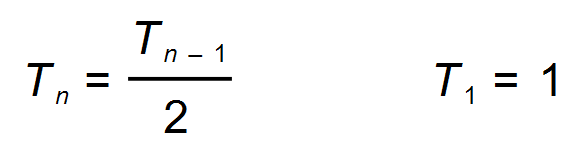 Tₙ = Tₙ₋₁ / 2    T₁ = 1